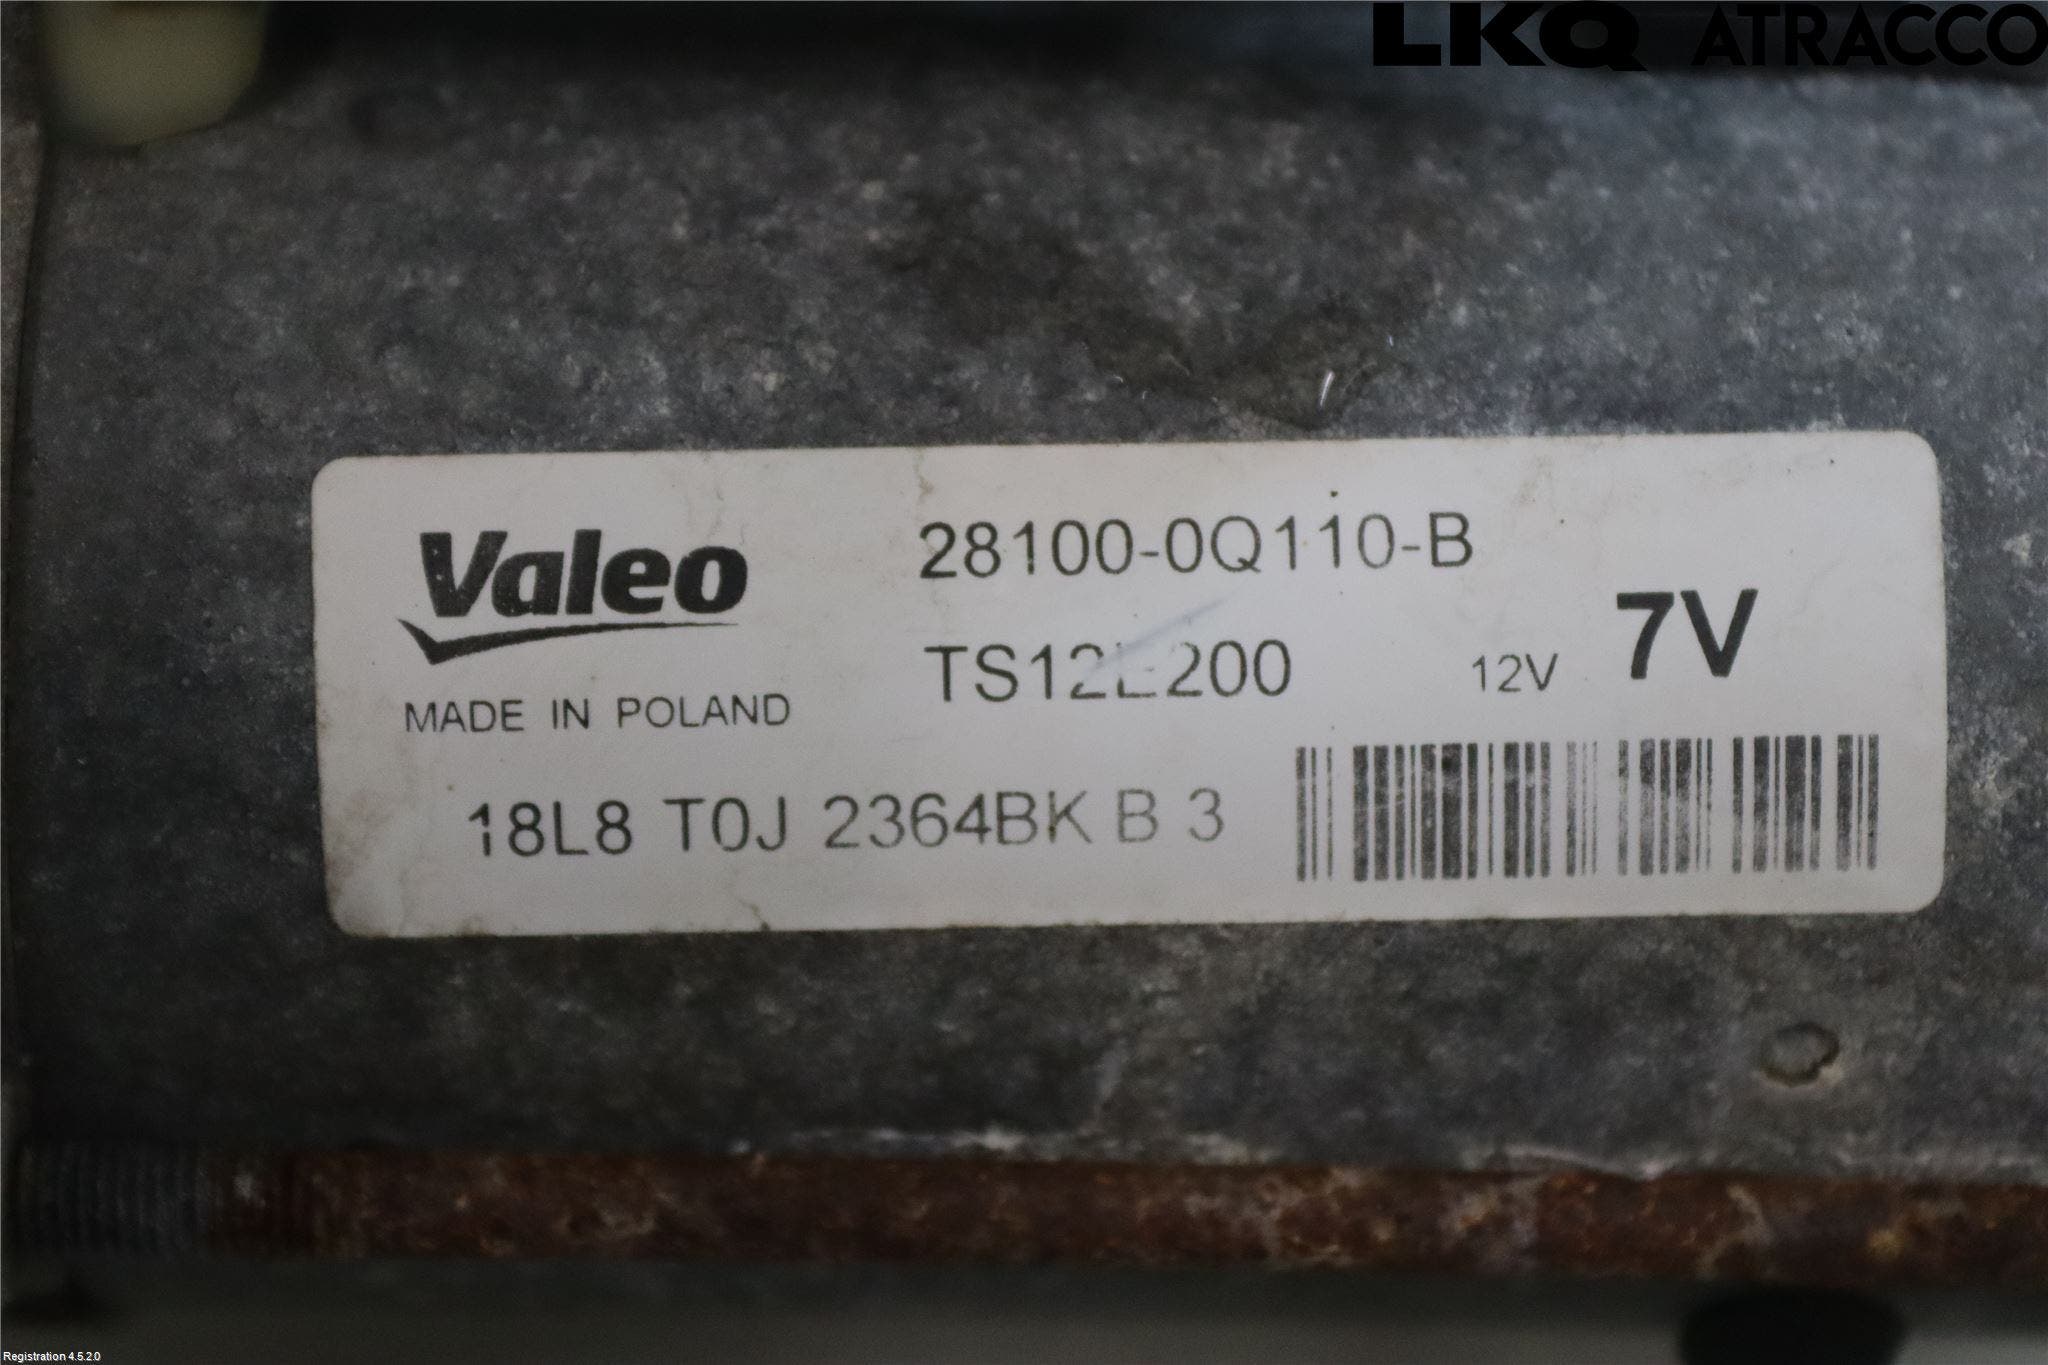 LKQ ATRACCO
Valeo
MADE IN POLAND
28100-0Q110-B
TS12E200
12V
7V
18L8 T0J 2364BK B 3
Registration 4.5.2.0